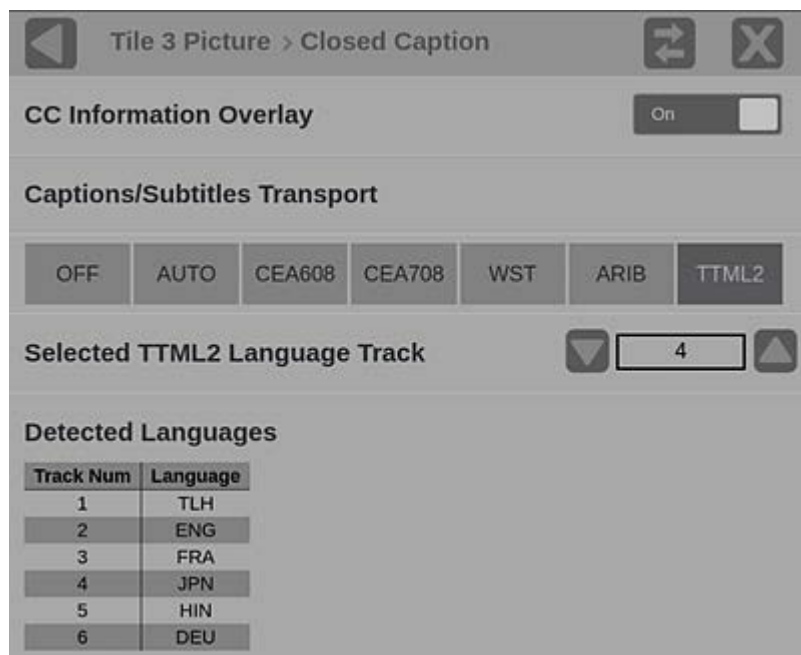 Tile 3 Picture > Closed Caption
CC Information Overlay
On
Captions/Subtitles Transport
OFF AUTO CEA608 CEA708 WST ARIB TTML2
Selected TTML2 Language Track 4
Detected Languages
Track Num Language
1 TLH
2 ENG
3 FRA
4 JPN
5 HIN
6 DEU